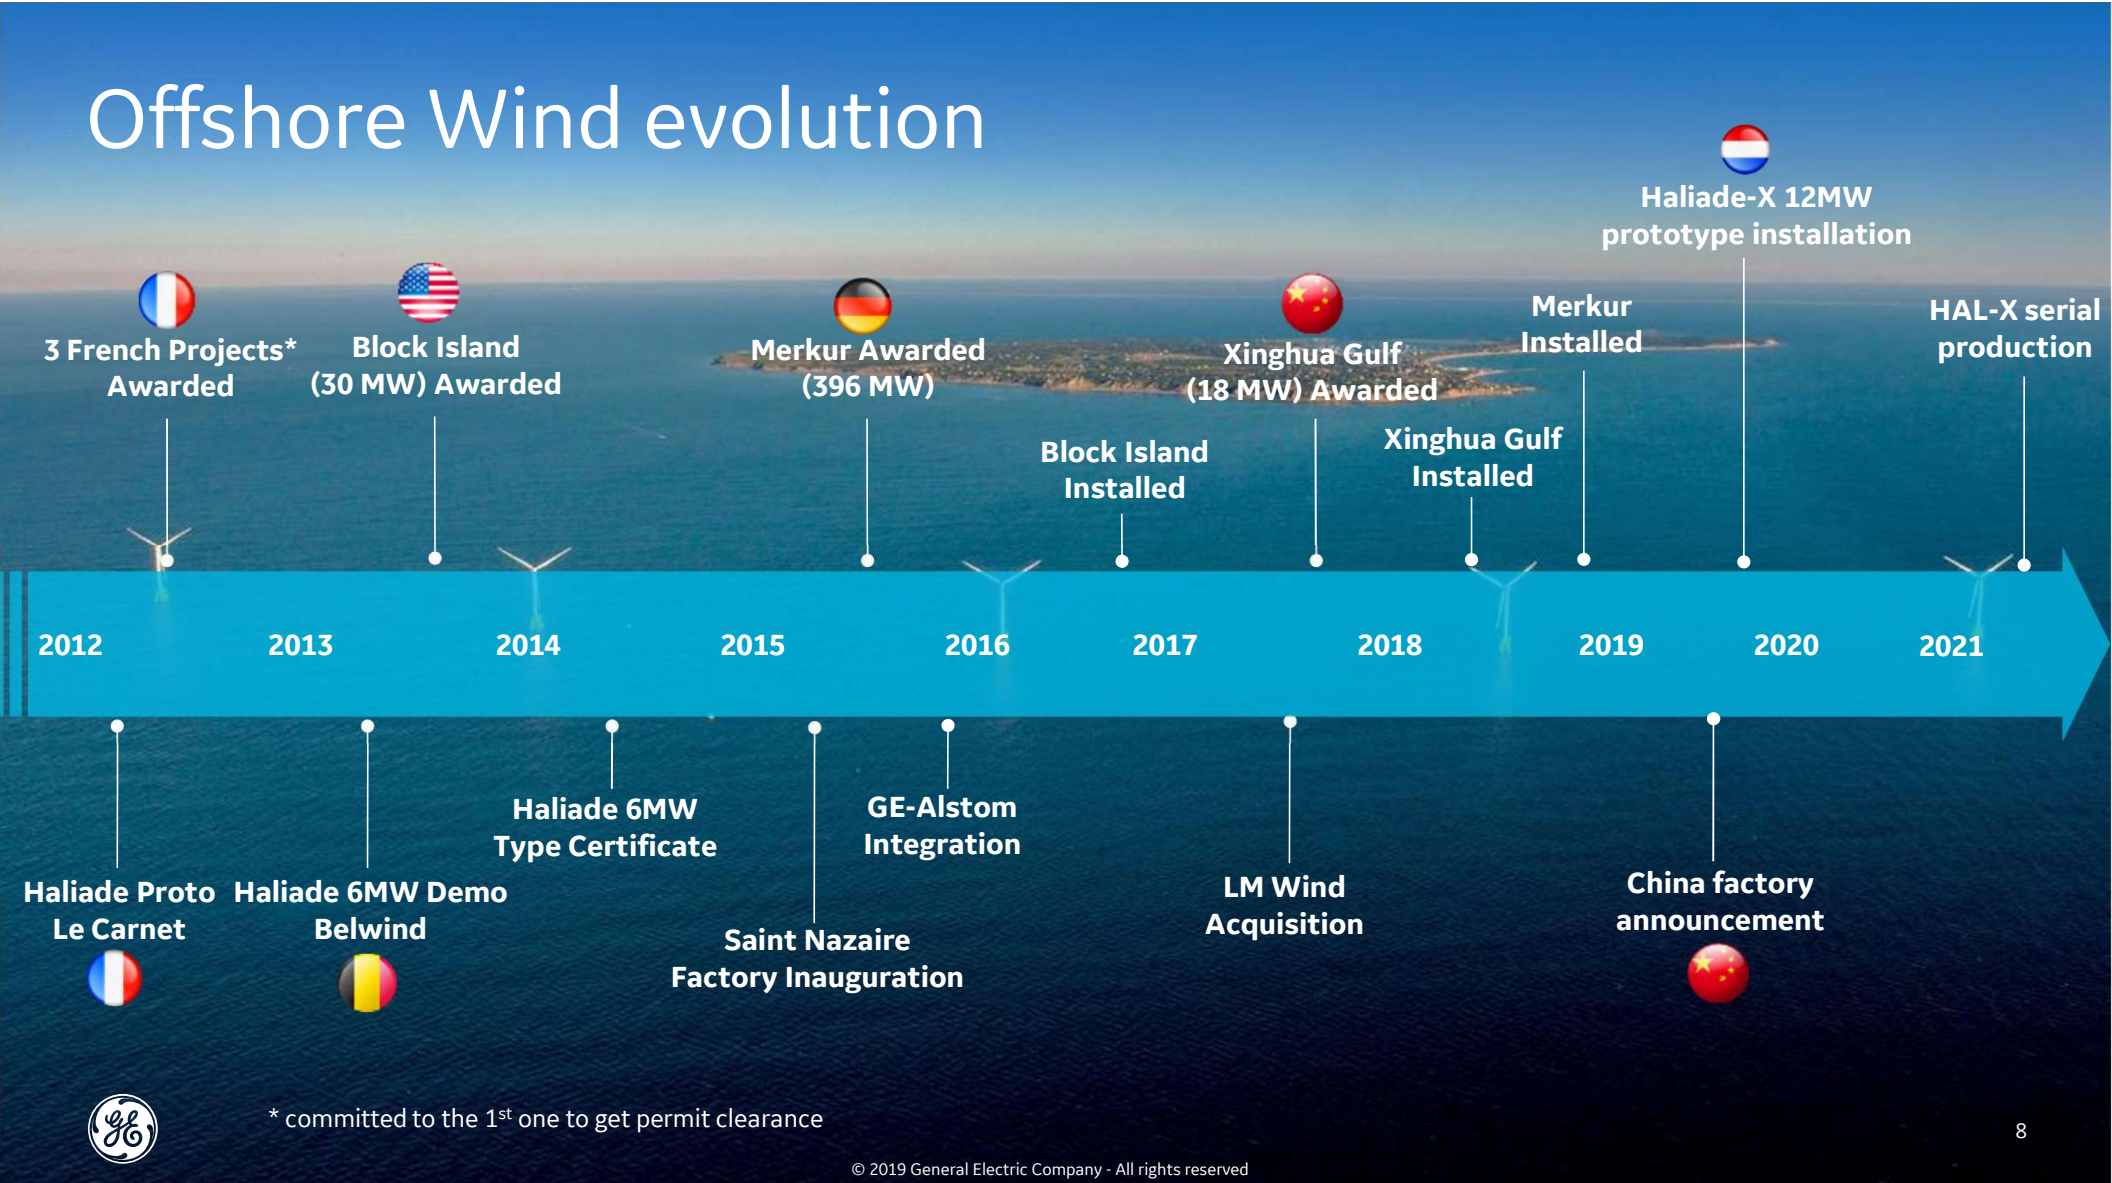 Offshore Wind evolution
Haliade-X 12MW
prototype installation
3 French Projects*
Awarded
Block Island
(30 MW) Awarded
Merkur Awarded
(396 MW)
Block Island
Installed
Xinghua Gulf
(18 MW) Awarded
Xinghua Gulf
Installed
Merkur
Installed
HAL-X serial
production
2012
2013
2014
2015
2016
2017
2018
2019
2020
2021
Haliade Proto
Le Carnet
Haliade 6MW Demo
Belwind
Haliade 6MW
Type Certificate
Saint Nazaire
Factory Inauguration
GE-Alstom
Integration
LM Wind
Acquisition
China factory
announcement
GE
* committed to the 1st one to get permit clearance
8
© 2019 General Electric Company - All rights reserved